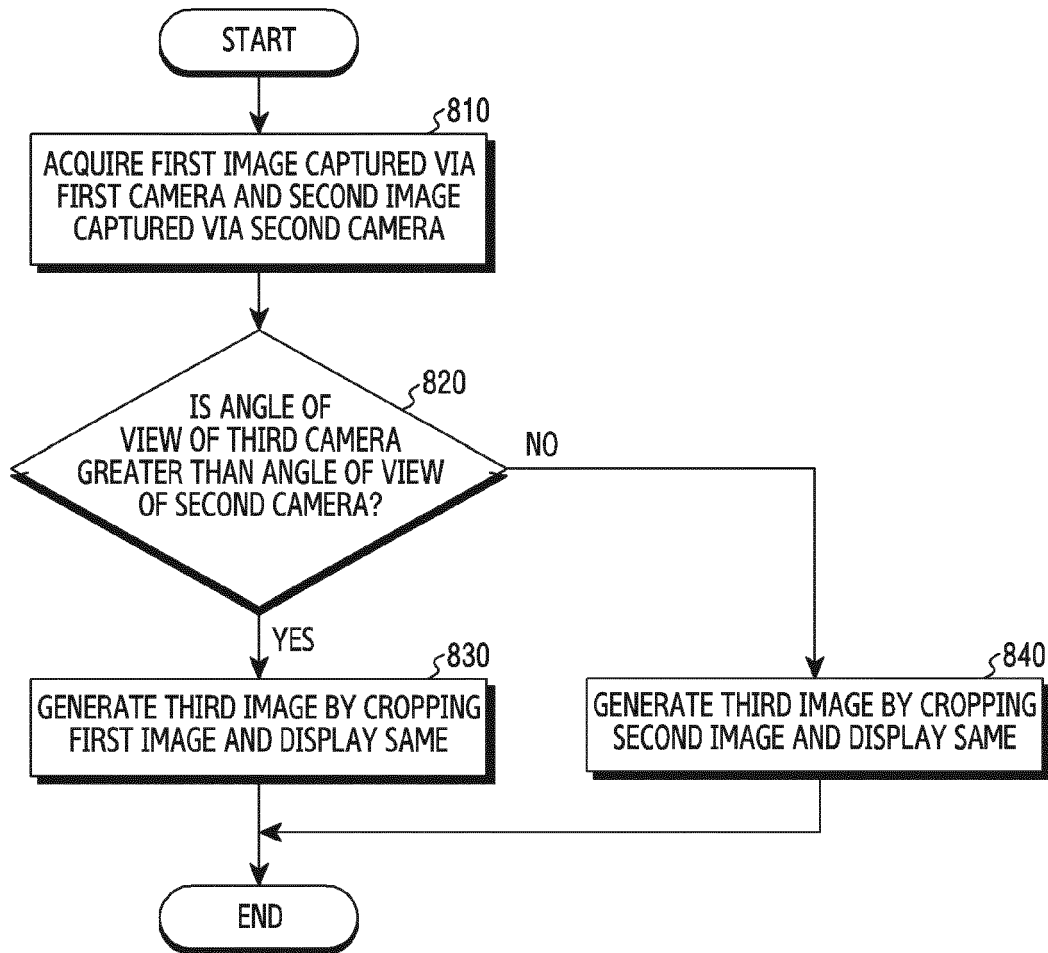 START
810
ACQUIRE FIRST IMAGE CAPTURED VIA
FIRST CAMERA AND SECOND IMAGE
CAPTURED VIA SECOND CAMERA
820
IS ANGLE OF
VIEW OF THIRD CAMERA
GREATER THAN ANGLE OF VIEW
OF SECOND CAMERA?
NO
YES
830
GENERATE THIRD IMAGE BY CROPPING
FIRST IMAGE AND DISPLAY SAME
840
GENERATE THIRD IMAGE BY CROPPING
SECOND IMAGE AND DISPLAY SAME
END